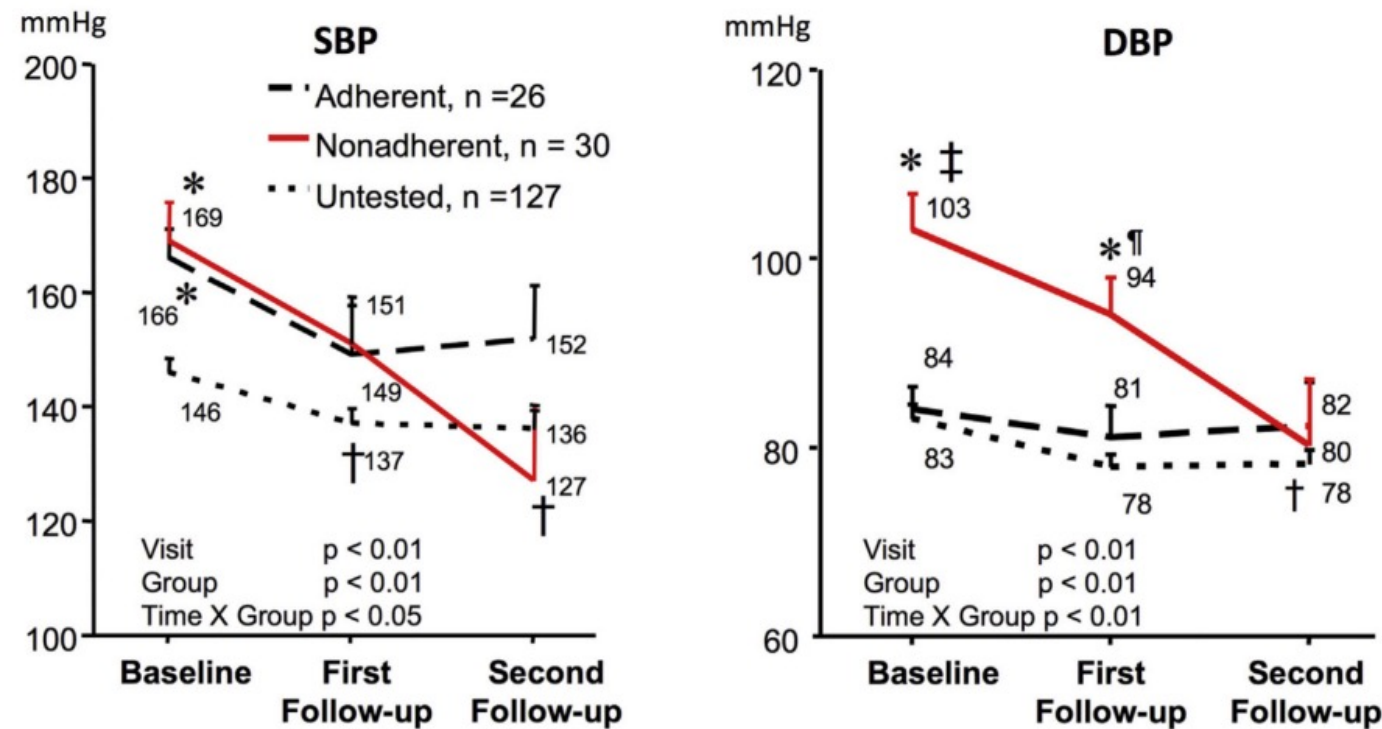 mmHg
SBP
200
Adherent, n =26
Nonadherent, n = 30
Untested, n =127
180
*
169
160
*
166
151
152
149
146
140
136
†137
127
†
120
Visit p < 0.01
Group p < 0.01
Time X Group p < 0.05
100
Baseline
First
Follow-up
Second
Follow-up
mmHg
DBP
120
* ‡
103
100
*¶
94
84
81
82
80
80
83
78
† 78
Visit p < 0.01
Group p < 0.01
Time X Group p < 0.01
60
Baseline
First
Follow-up
Second
Follow-up